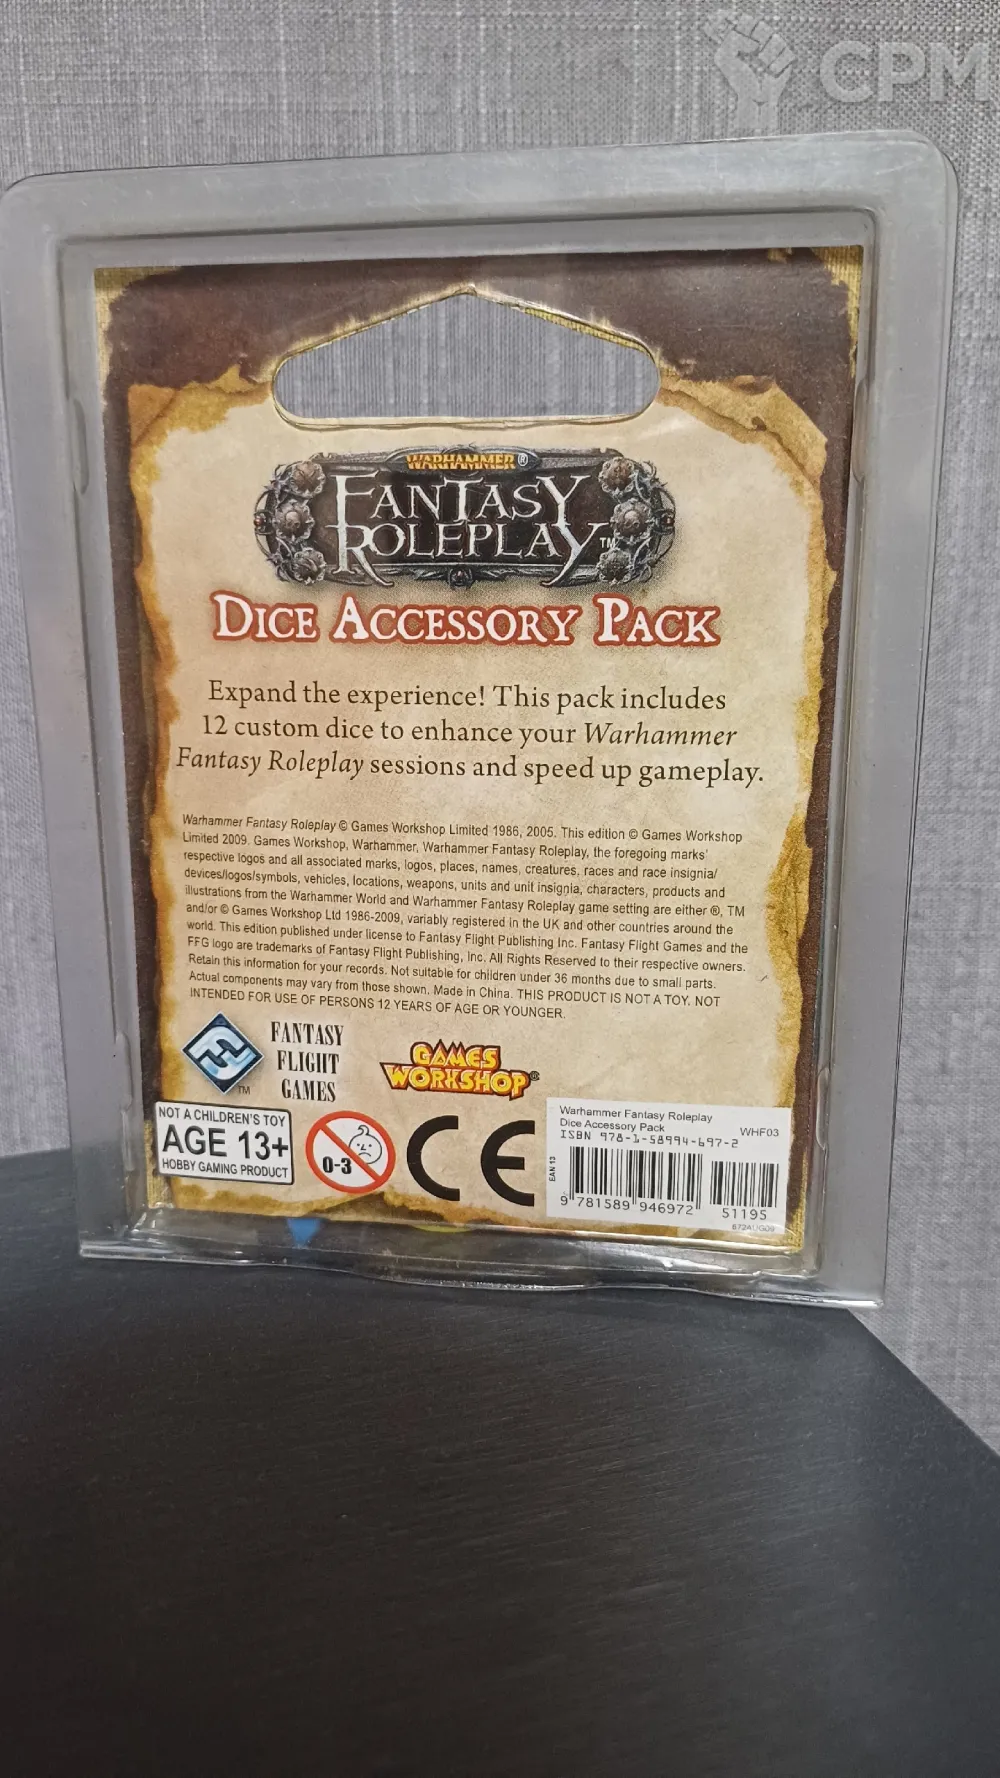 CPM
WARHAMMER®
FANTASY
ROLEPLAY™
DICE ACCESSORY PACK
Expand the experience! This pack includes
12 custom dice to enhance your Warhammer
Fantasy Roleplay sessions and speed up gameplay.
Warhammer Fantasy Roleplay © Games Workshop Limited 1986, 2005. This edition © Games Workshop
Limited 2009. Games Workshop, Warhammer, Warhammer Fantasy Roleplay, the foregoing marks'
respective logos and all associated marks, logos, places, names, creatures, races and race insignia/
devices/logos/symbols, vehicles, locations, weapons, units and unit insignia, characters, products and
illustrations from the Warhammer World and Warhammer Fantasy Roleplay game setting are either ®, TM
and/or © Games Workshop Ltd 1986-2009, variably registered in the UK and other countries around the
world. This edition published under license to Fantasy Flight Publishing Inc. Fantasy Flight Games and the
FFG logo are trademarks of Fantasy Flight Publishing, Inc. All Rights Reserved to their respective owners.
Retain this information for your records. Not suitable for children under 36 months due to small parts.
Actual components may vary from those shown. Made in China. THIS PRODUCT IS NOT A TOY. NOT
INTENDED FOR USE OF PERSONS 12 YEARS OF AGE OR YOUNGER.
TM
FANTASY
FLIGHT
GAMES
GAMES
WORKSHOP®
NOT A CHILDREN'S TOY
AGE 13+
HOBBY GAMING PRODUCT
0-3
CE
Warhammer Fantasy Roleplay
Dice Accessory Pack WHF03
ISBN 978-1-58994-697-2
EAN 13
9 781589 946972 51195
672AUG09